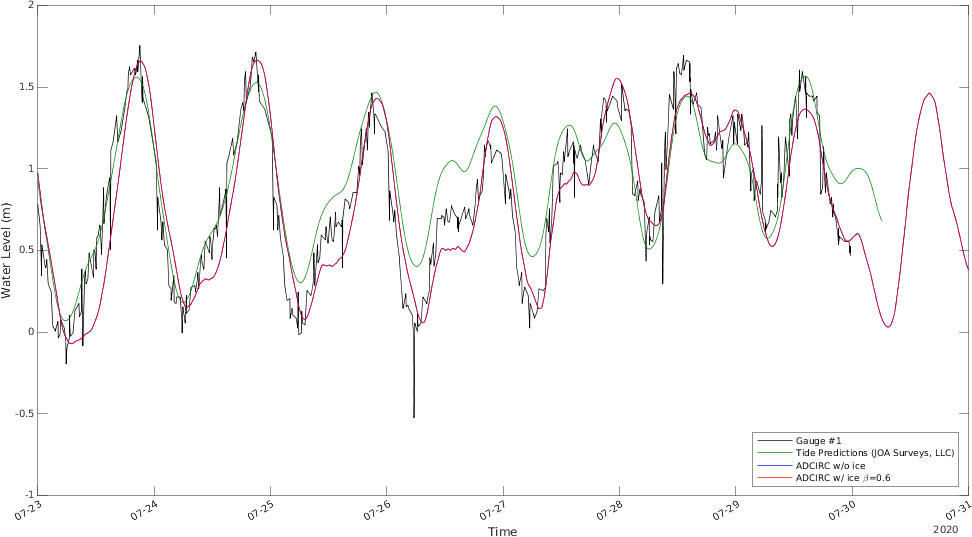 2
1.5
1
0.5
0
-0.5
-1
Water Level (m)
Gauge #1
Tide Predictions (JOA Surveys, LLC)
ADCIRC w/o ice
ADCIRC w/ ice β=0.6
07-23
07-24
07-25
07-26
07-27
07-28
07-29
07-30
07-31
Time
2020